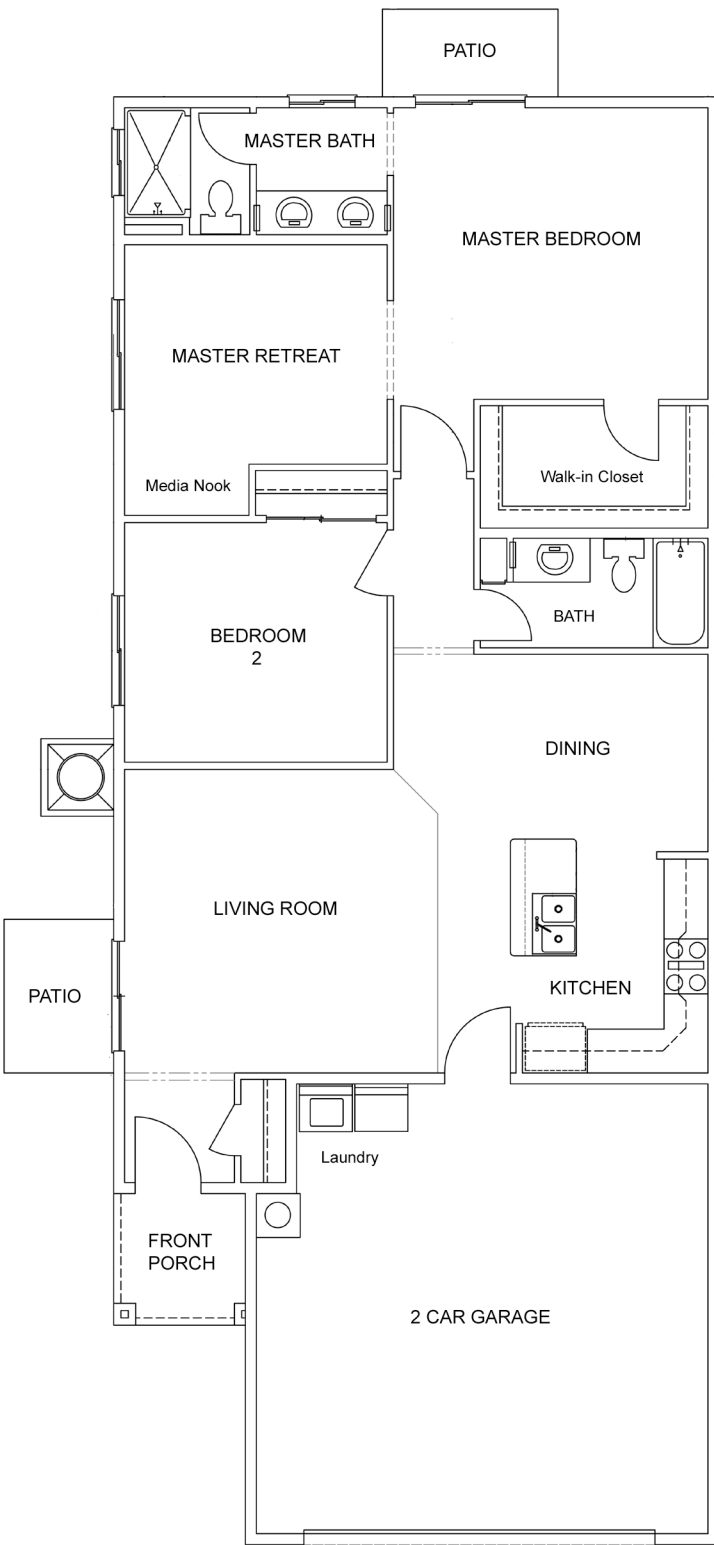 PATIO
MASTER BATH
MASTER BEDROOM
MASTER RETREAT
Media Nook
Walk-in Closet
BATH
BEDROOM
2
DINING
LIVING ROOM
KITCHEN
PATIO
Laundry
FRONT
PORCH
2 CAR GARAGE